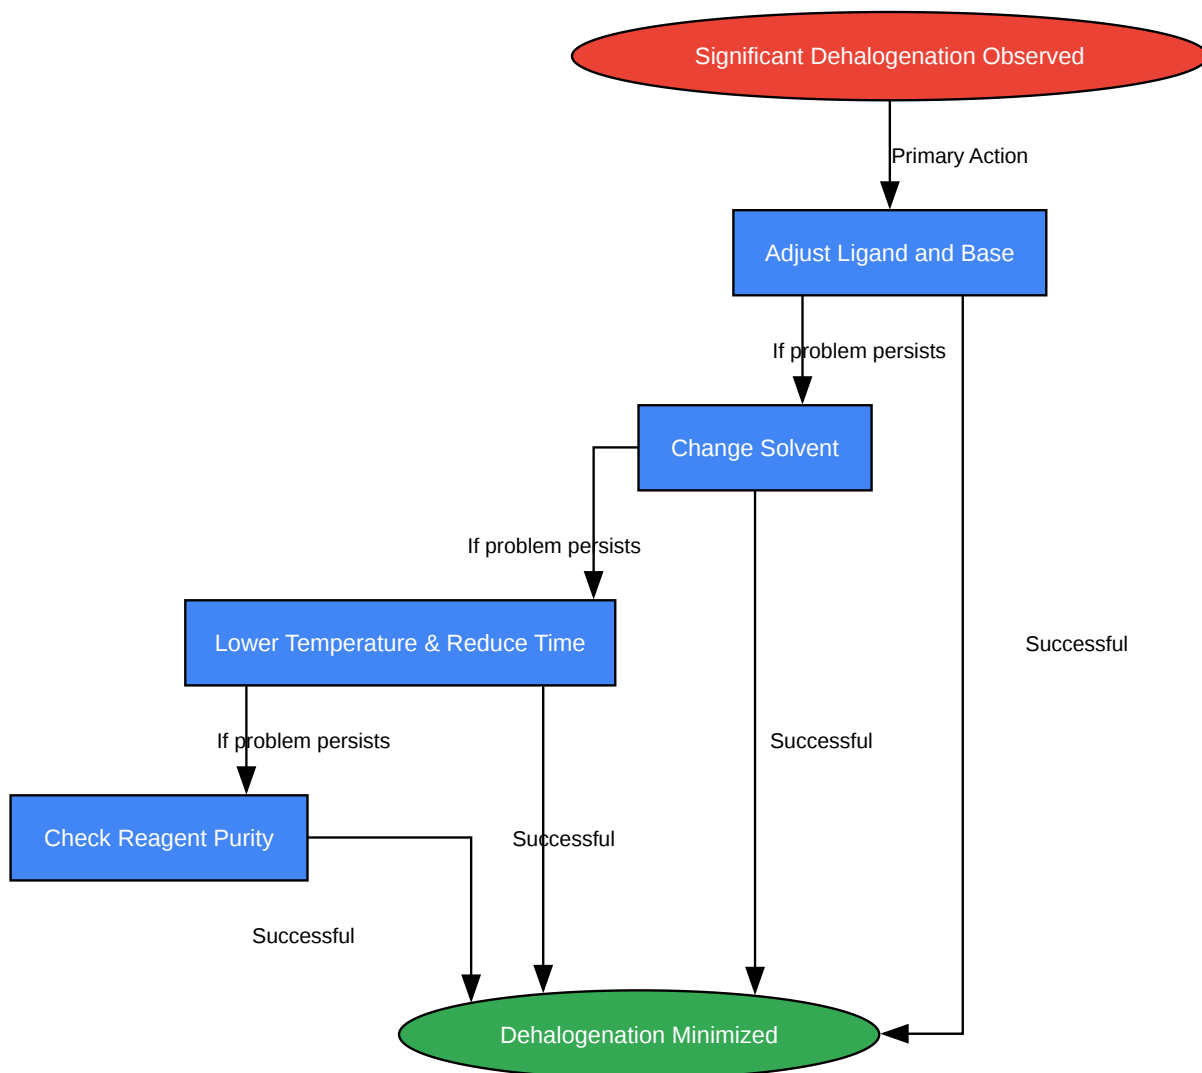 Significant Dehalogenation Observed
Primary Action
Adjust Ligand and Base
If problem persists
Change Solvent
If problem persists
Lower Temperature & Reduce Time
Successful
If problem persists
Successful
Check Reagent Purity
Successful
Successful
Dehalogenation Minimized